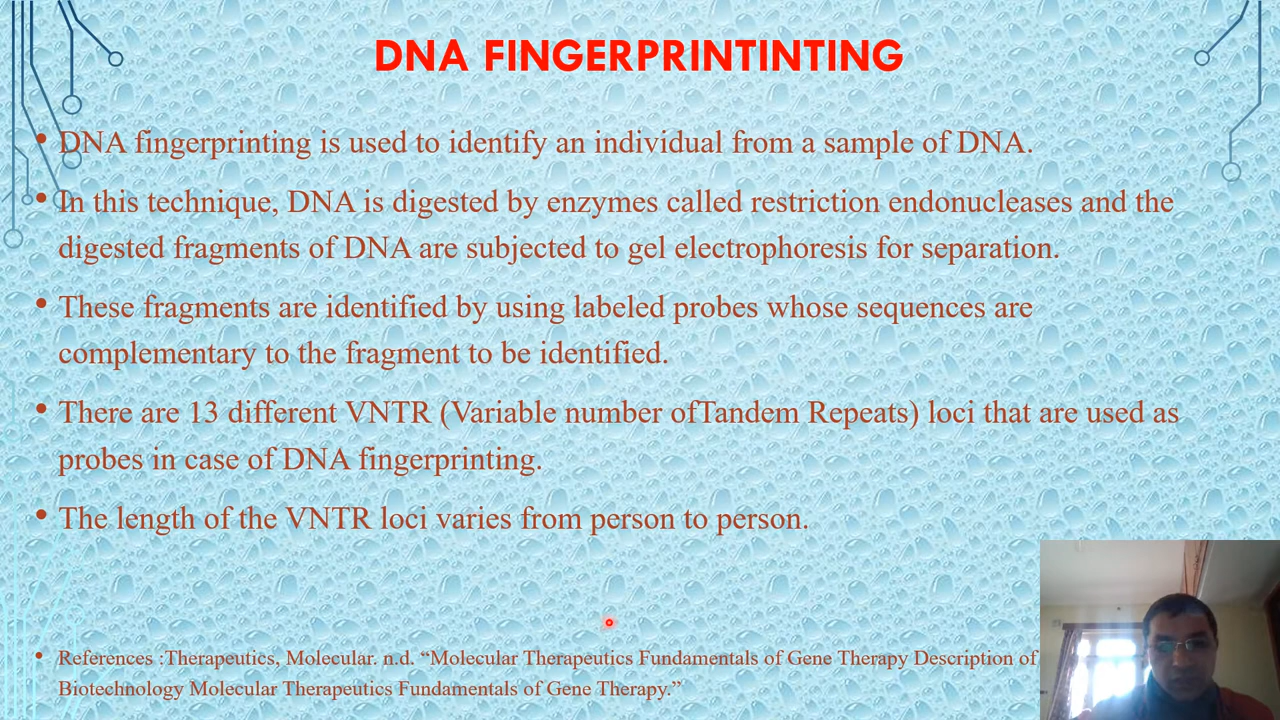 DNA FINGERPRINTINTING
• DNA fingerprinting is used to identify an individual from a sample of DNA.
• In this technique, DNA is digested by enzymes called restriction endonucleases and the
digested fragments of DNA are subjected to gel electrophoresis for separation.
• These fragments are identified by using labeled probes whose sequences are
complementary to the fragment to be identified.
• There are 13 different VNTR (Variable number ofTandem Repeats) loci that are used as
probes in case of DNA fingerprinting.
• The length of the VNTR loci varies from person to person.
• References :Therapeutics, Molecular. n.d. “Molecular Therapeutics Fundamentals of Gene Therapy Description of
Biotechnology Molecular Therapeutics Fundamentals of Gene Therapy.”